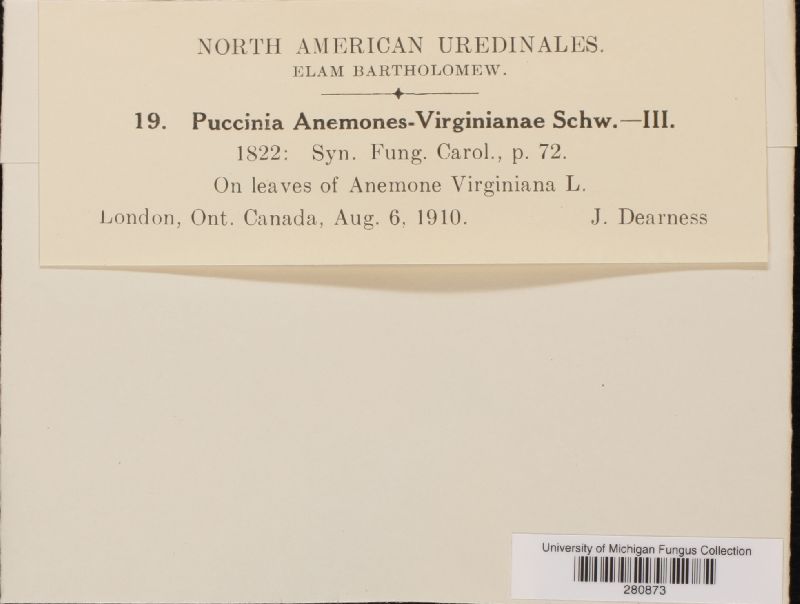 NORTH AMERICAN UREDINALES.
ELAM BARTHOLOMEW.
19. Puccinia Anemones-Virginianae Schw.—III.
1822: Syn. Fung. Carol., p. 72.
On leaves of Anemone Virginiana L.
London, Ont. Canada, Aug. 6, 1910. J. Dearness
University of Michigan Fungus Collection
280873